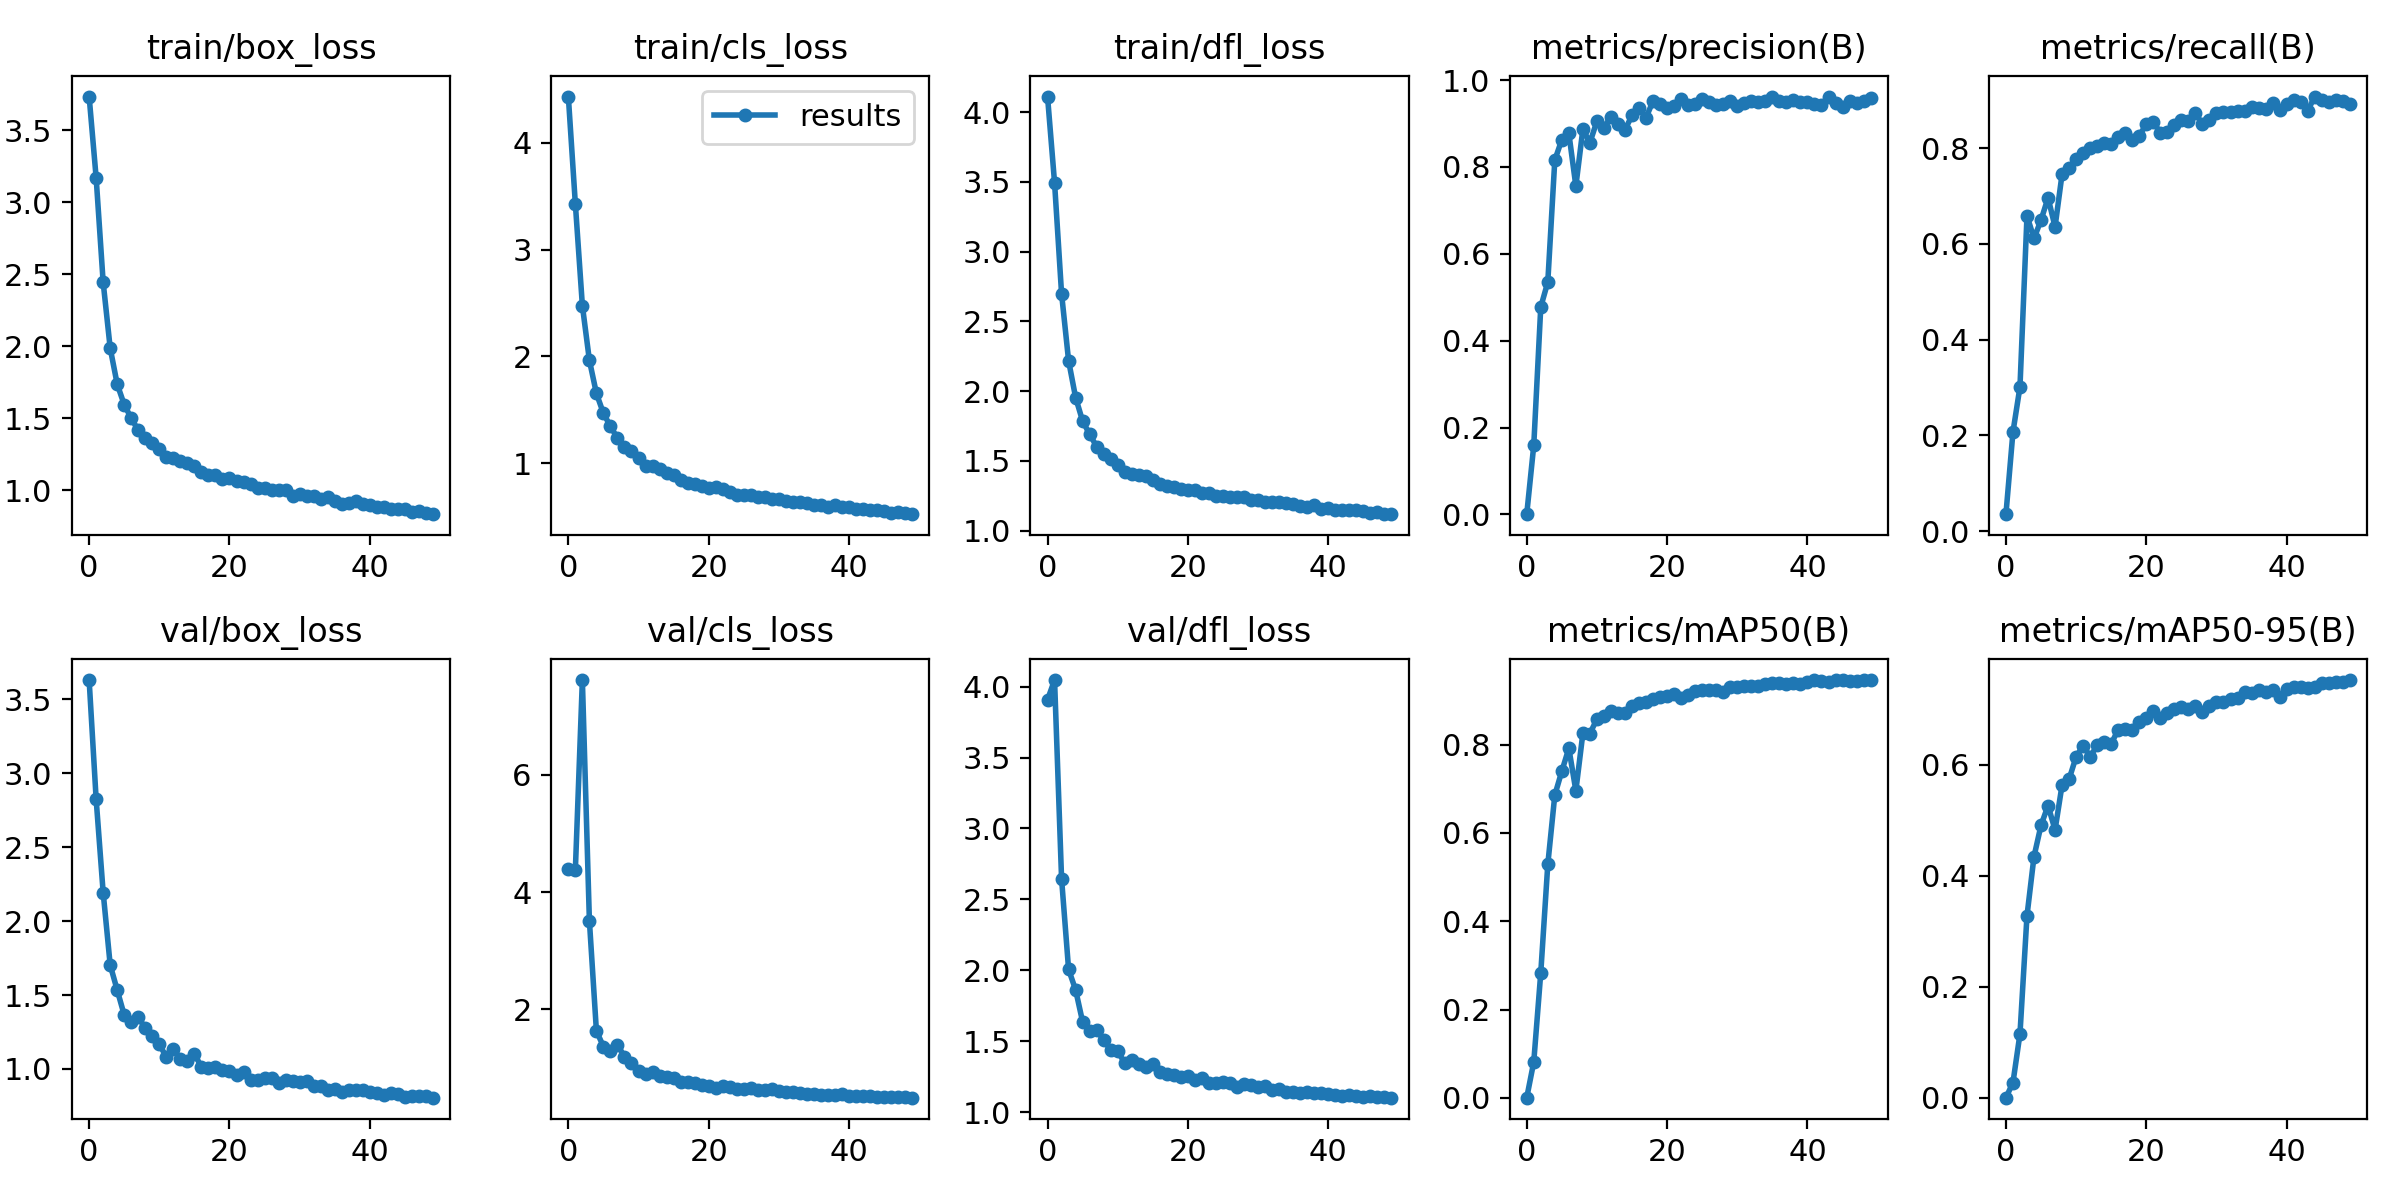 train/box_loss
3.5
3.0
2.5
2.0
1.5
1.0
0 20 40
train/cls_loss
results
4
3
2
1
0 20 40
train/dfl_loss
4.0
3.5
3.0
2.5
2.0
1.5
1.0
0 20 40
metrics/precision(B)
1.0
0.8
0.6
0.4
0.2
0.0
0 20 40
metrics/recall(B)
0.8
0.6
0.4
0.2
0.0
0 20 40
val/box_loss
3.5
3.0
2.5
2.0
1.5
1.0
0 20 40
val/cls_loss
6
4
2
0 20 40
val/dfl_loss
4.0
3.5
3.0
2.5
2.0
1.5
1.0
0 20 40
metrics/mAP50(B)
0.8
0.6
0.4
0.2
0.0
0 20 40
metrics/mAP50-95(B)
0.6
0.4
0.2
0.0
0 20 40